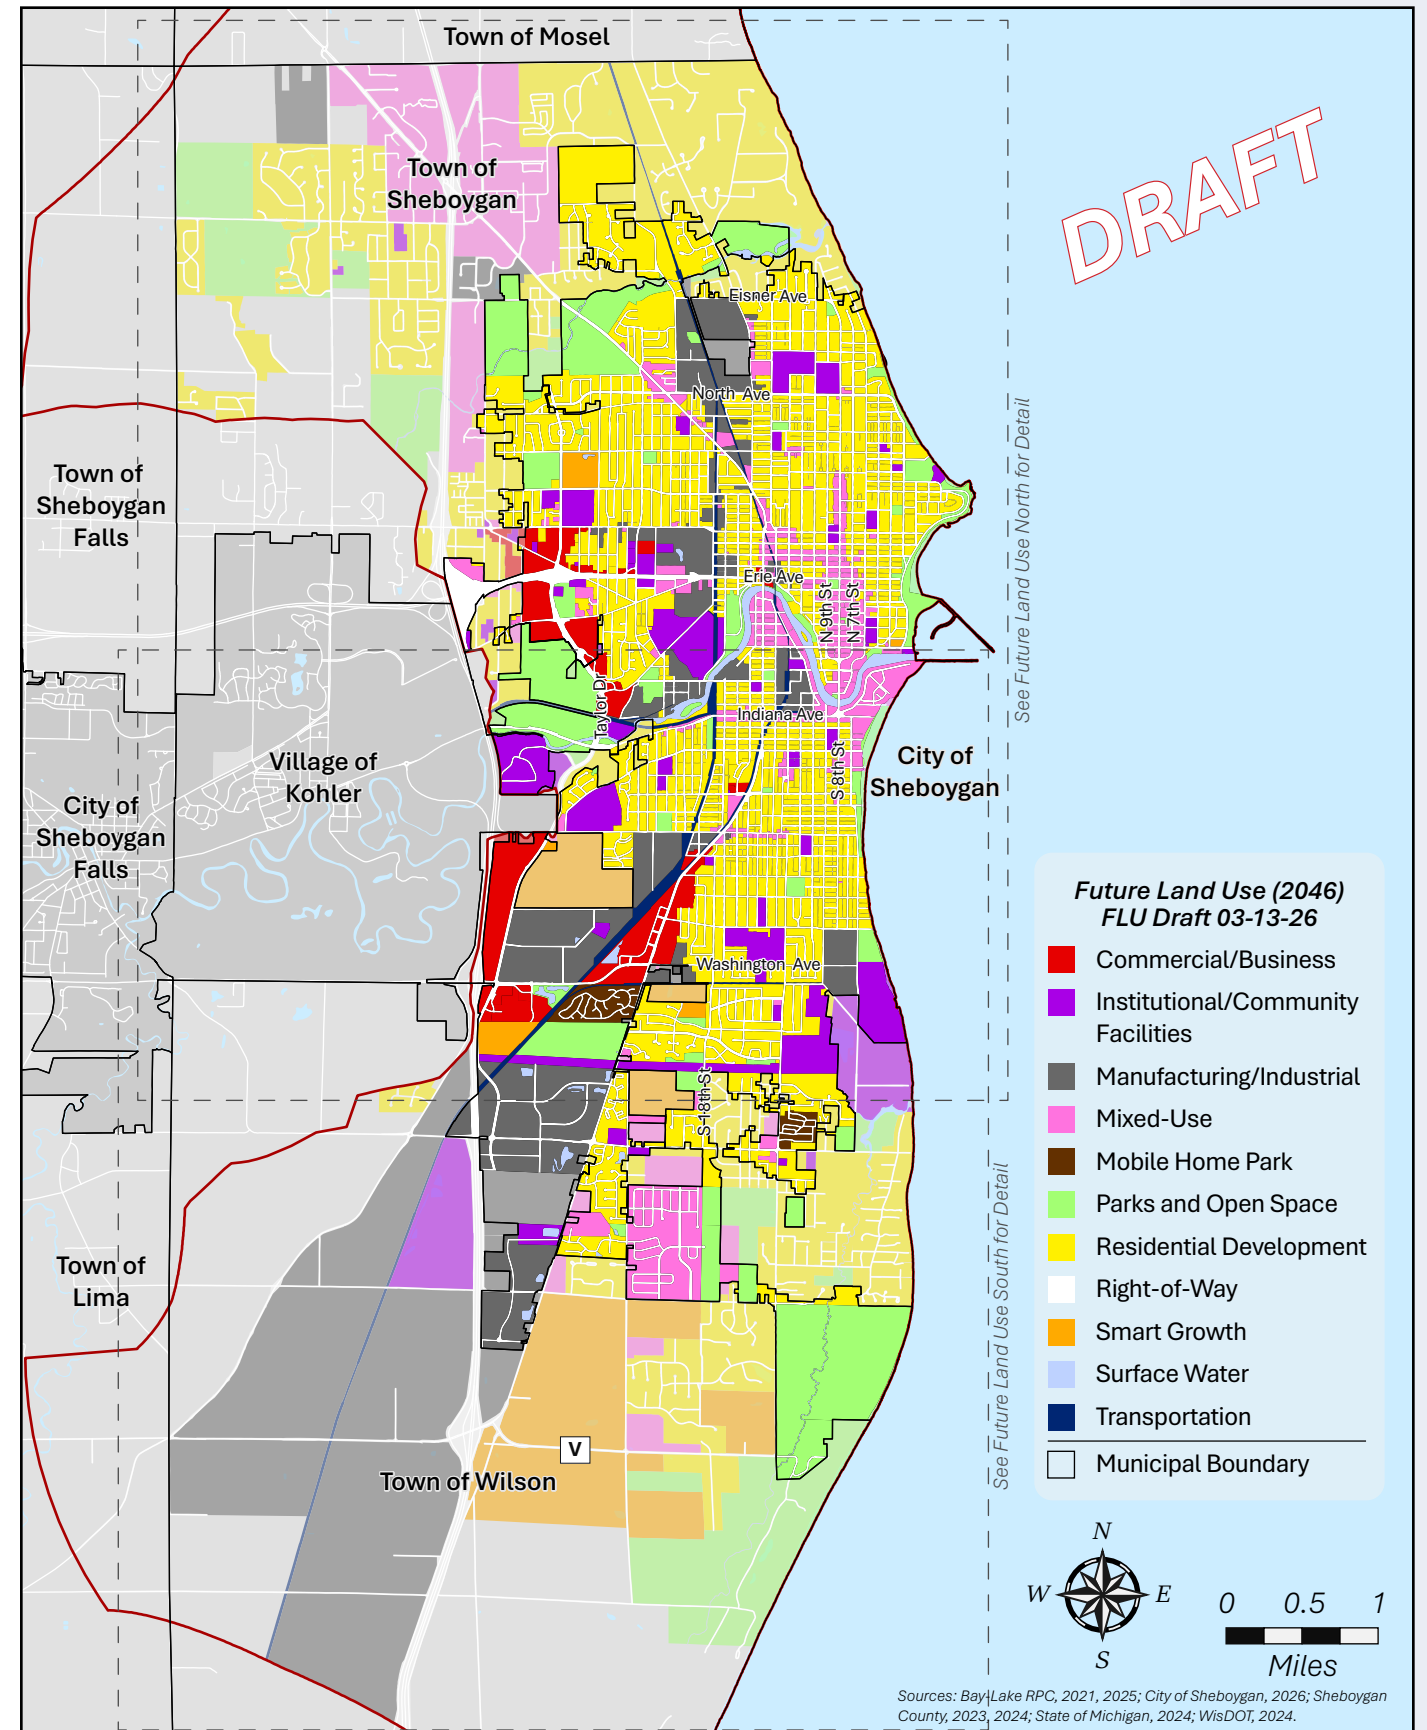 Town of Mosel
Town of
Sheboygan
DRAFT
Eisner Ave
North Ave
See Future Land Use North for Detail
Town of
Sheboygan
Falls
Erie Ave
N 9th St
N 7th St
Taylor Dr
Indiana Ave
S 8th St
City of
Sheboygan
Village of
Kohler
City of
Sheboygan
Falls
Washington Ave
S 18th St
See Future Land Use South for Detail
Town of
Lima
V
Town of Wilson
Future Land Use (2046)
FLU Draft 03-13-26
Commercial/Business
Institutional/Community
Facilities
Manufacturing/Industrial
Mixed-Use
Mobile Home Park
Parks and Open Space
Residential Development
Right-of-Way
Smart Growth
Surface Water
Transportation
Municipal Boundary
N
W E
S
0 0.5 1
Miles
Sources: Bay-Lake RPC, 2021, 2025; City of Sheboygan, 2026; Sheboygan
County, 2023, 2024; State of Michigan, 2024; WisDOT, 2024.